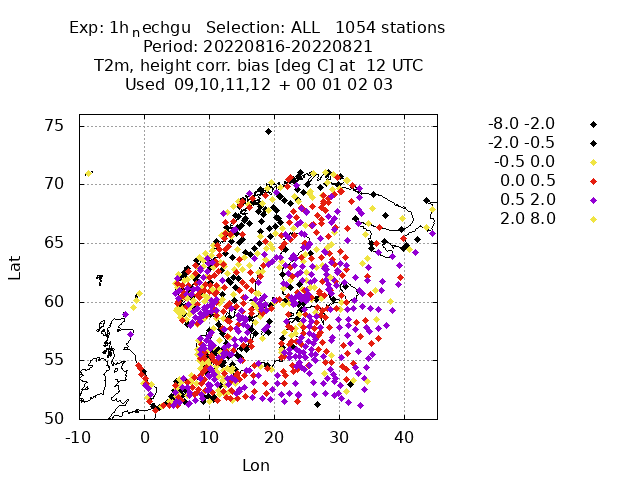 Exp: 1h nechgu Selection: ALL 1054 stations
Period: 20220816-20220821
T2m, height corr. bias [deg C] at 12 UTC
Used 09,10,11,12 + 00 01 02 03
-8.0 -2.0
-2.0 -0.5
-0.5 0.0
0.0 0.5
0.5 2.0
2.0 8.0
75
70
65
60
55
50
Lat
-10 0 10 20 30 40
Lon